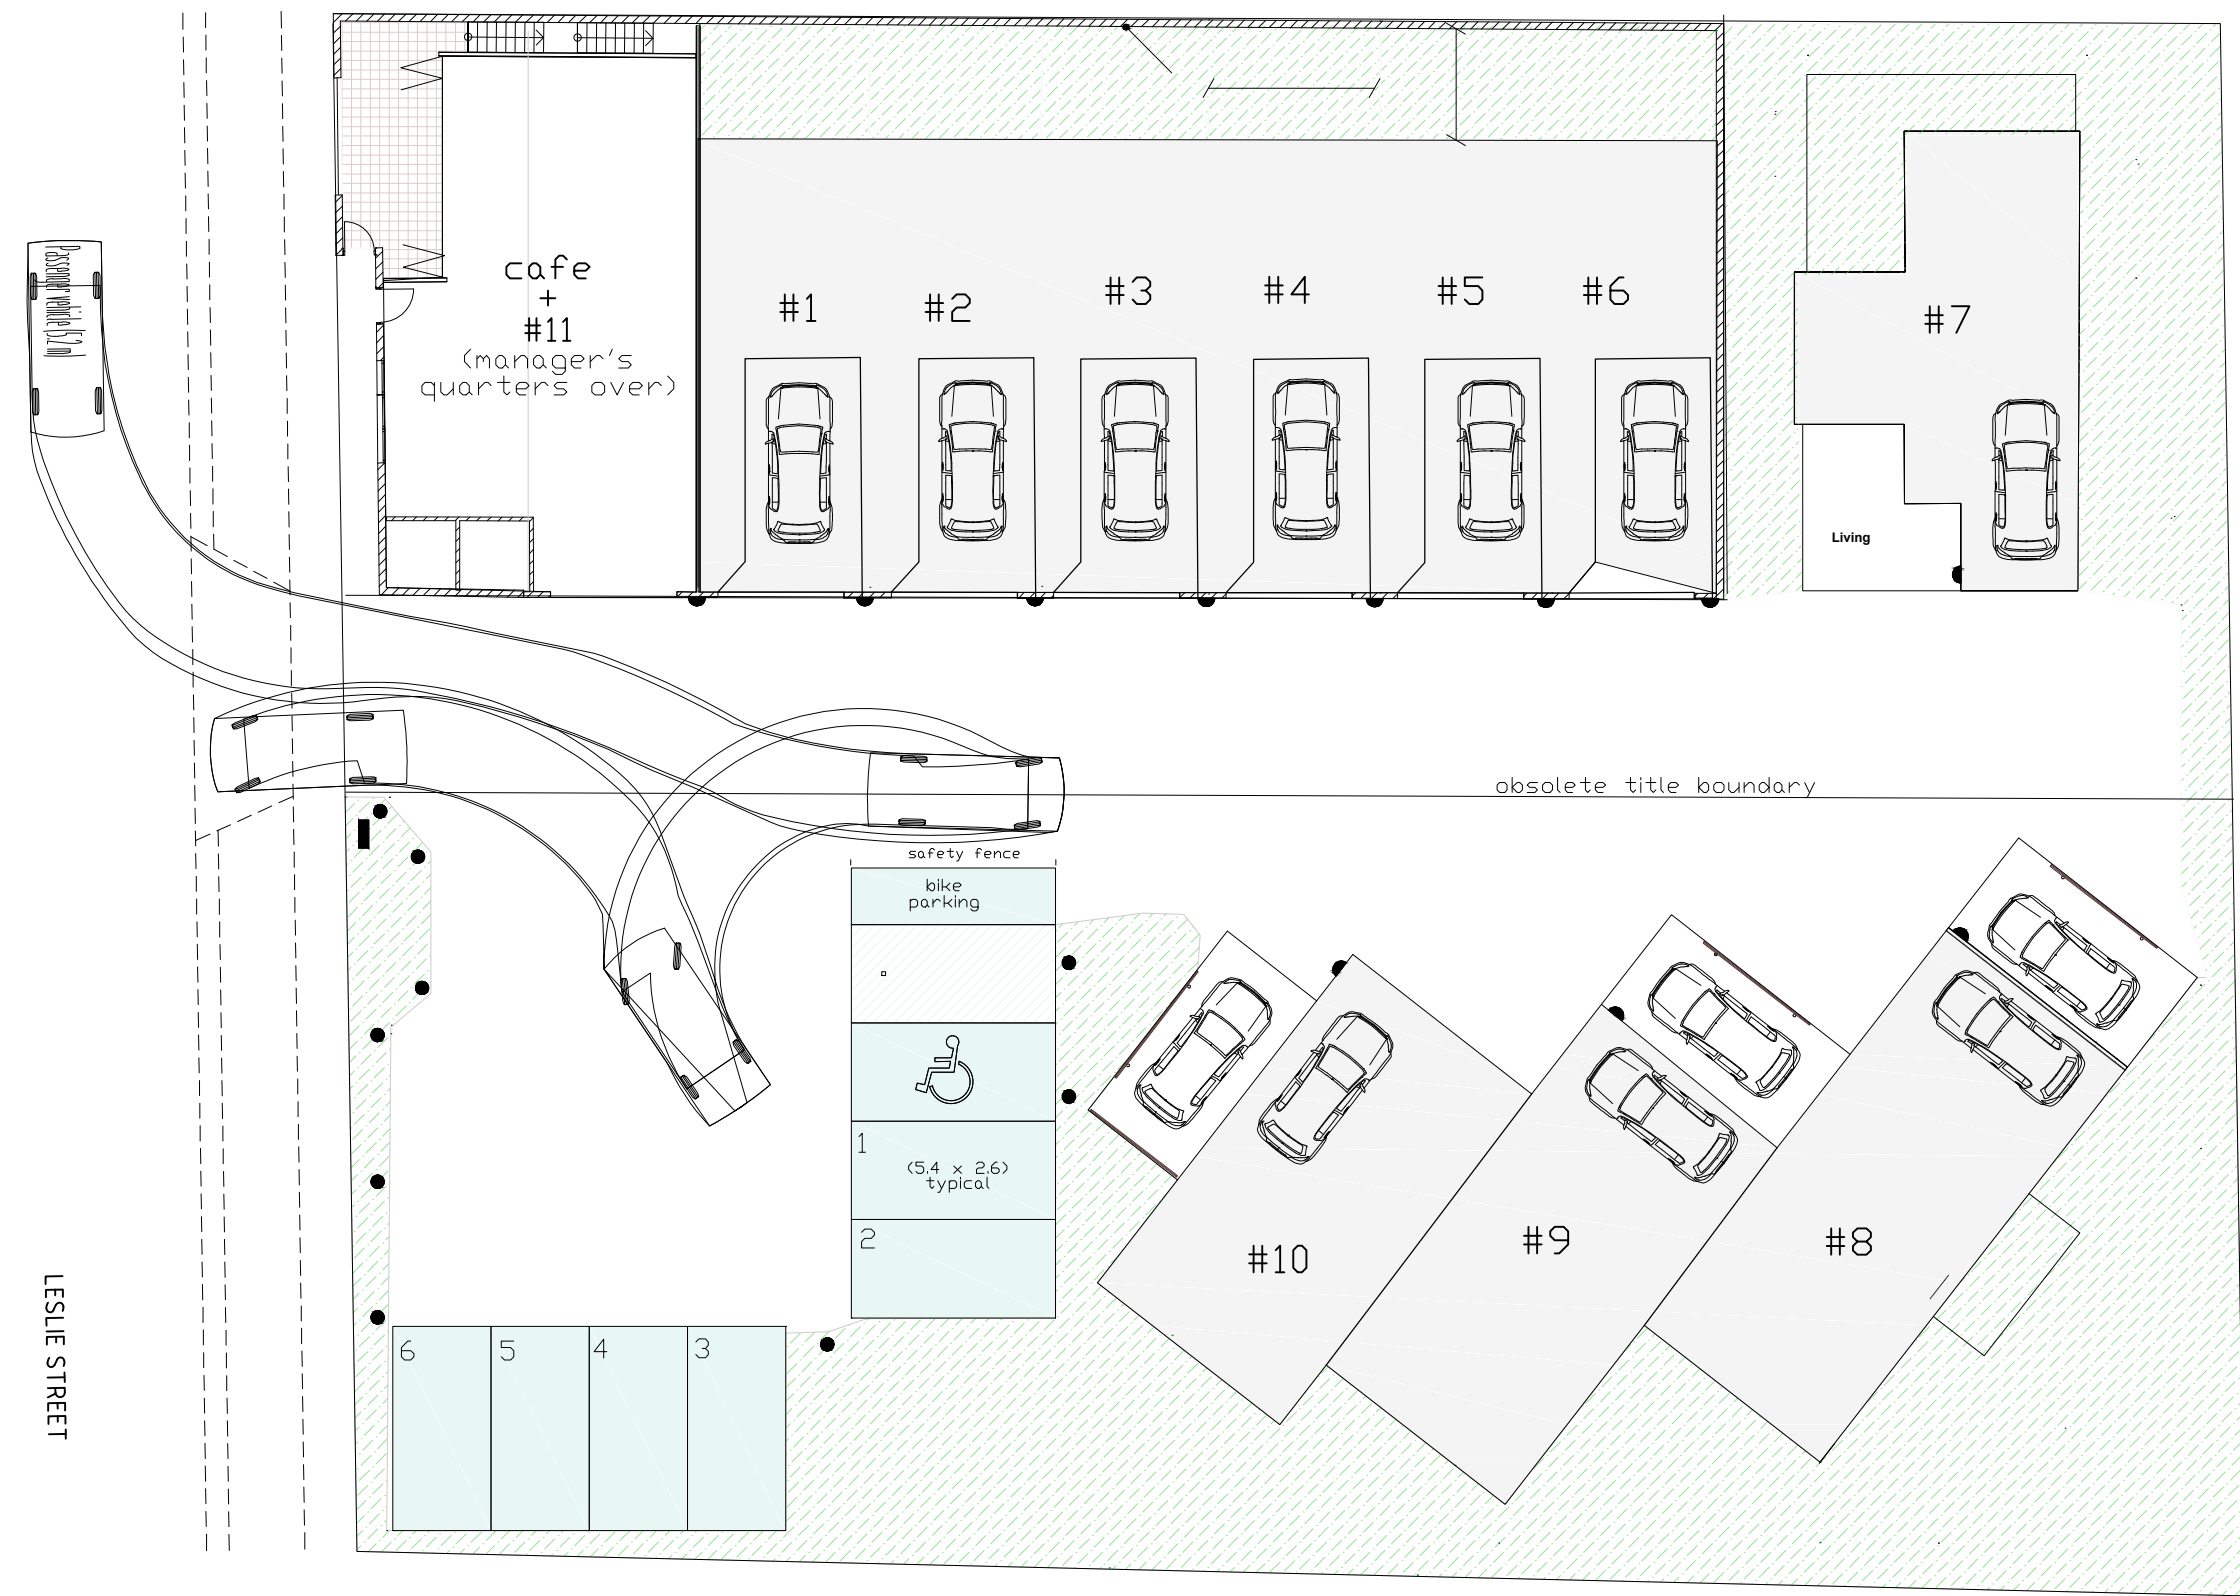 Passenger vehicle (5.2 m)
cafe
+
#11
(manager's
quarters over)
#1
#2
#3
#4
#5
#6
#7
Living
obsolete title boundary
safety fence
bike
parking
1
(5.4 x 2.6)
typical
2
6
5
4
3
#10
#9
#8
LESLIE STREET